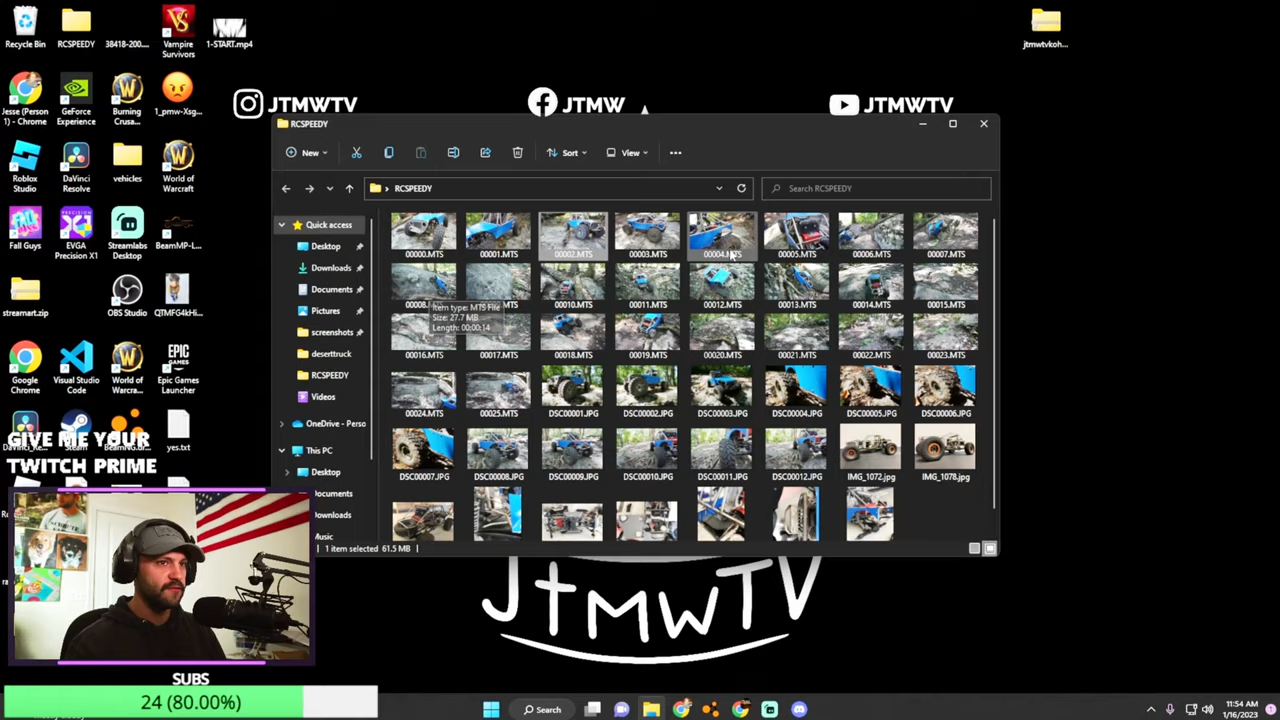 Recycle Bin
RCSPEEDY
38418-200...
Vampire
Survivors
1-START.mp4
jtmwtvkoh...
JTMWTV
JTMW
JTMWTV
Jesse (Person
1) - Chrome
GeForce
Experience
Burning
Crusa...
1_pmw-Xsg...
Roblox
Studio
DaVinci
Resolve
vehicles
World of
Warcraft
Fall Guys
EVGA
Precision X1
Streamlabs
Desktop
BeamMP-L...
streamart.zip
OBS Studio
QTMFG4kHi...
Google
Chrome
Visual Studio
Code
World of
Warcra...
Epic Games
Launcher
yes.txt
RCSPEEDY
New
Sort
View
RCSPEEDY
Search RCSPEEDY
Quick access
Desktop
Downloads
Documents
Pictures
screenshots
deserttruck
RCSPEEDY
Videos
OneDrive - Perso
This PC
Desktop
Documents
Downloads
Music
00000.MTS
00001.MTS
00002.MTS
00003.MTS
00004.MTS
00005.MTS
00006.MTS
00007.MTS
00008.
00010.MTS
00011.MTS
00012.MTS
00013.MTS
00014.MTS
00015.MTS
Item type: MTS File
Size: 27.7 MB
Length: 00:00:14
00016.MTS
00017.MTS
00018.MTS
00019.MTS
00020.MTS
00021.MTS
00022.MTS
00023.MTS
00024.MTS
00025.MTS
DSC00001.JPG
DSC00002.JPG
DSC00003.JPG
DSC00004.JPG
DSC00005.JPG
DSC00006.JPG
DSC00007.JPG
DSC00008.JPG
DSC00009.JPG
DSC00010.JPG
DSC00011.JPG
DSC00012.JPG
IMG_1072.jpg
IMG_1078.jpg
1 item selected 61.5 MB
GIVE ME YOUR
TWITCH PRIME
JTMWTV
SUBS
24 (80.00%)
Search
11:54 AM
1/16/2023